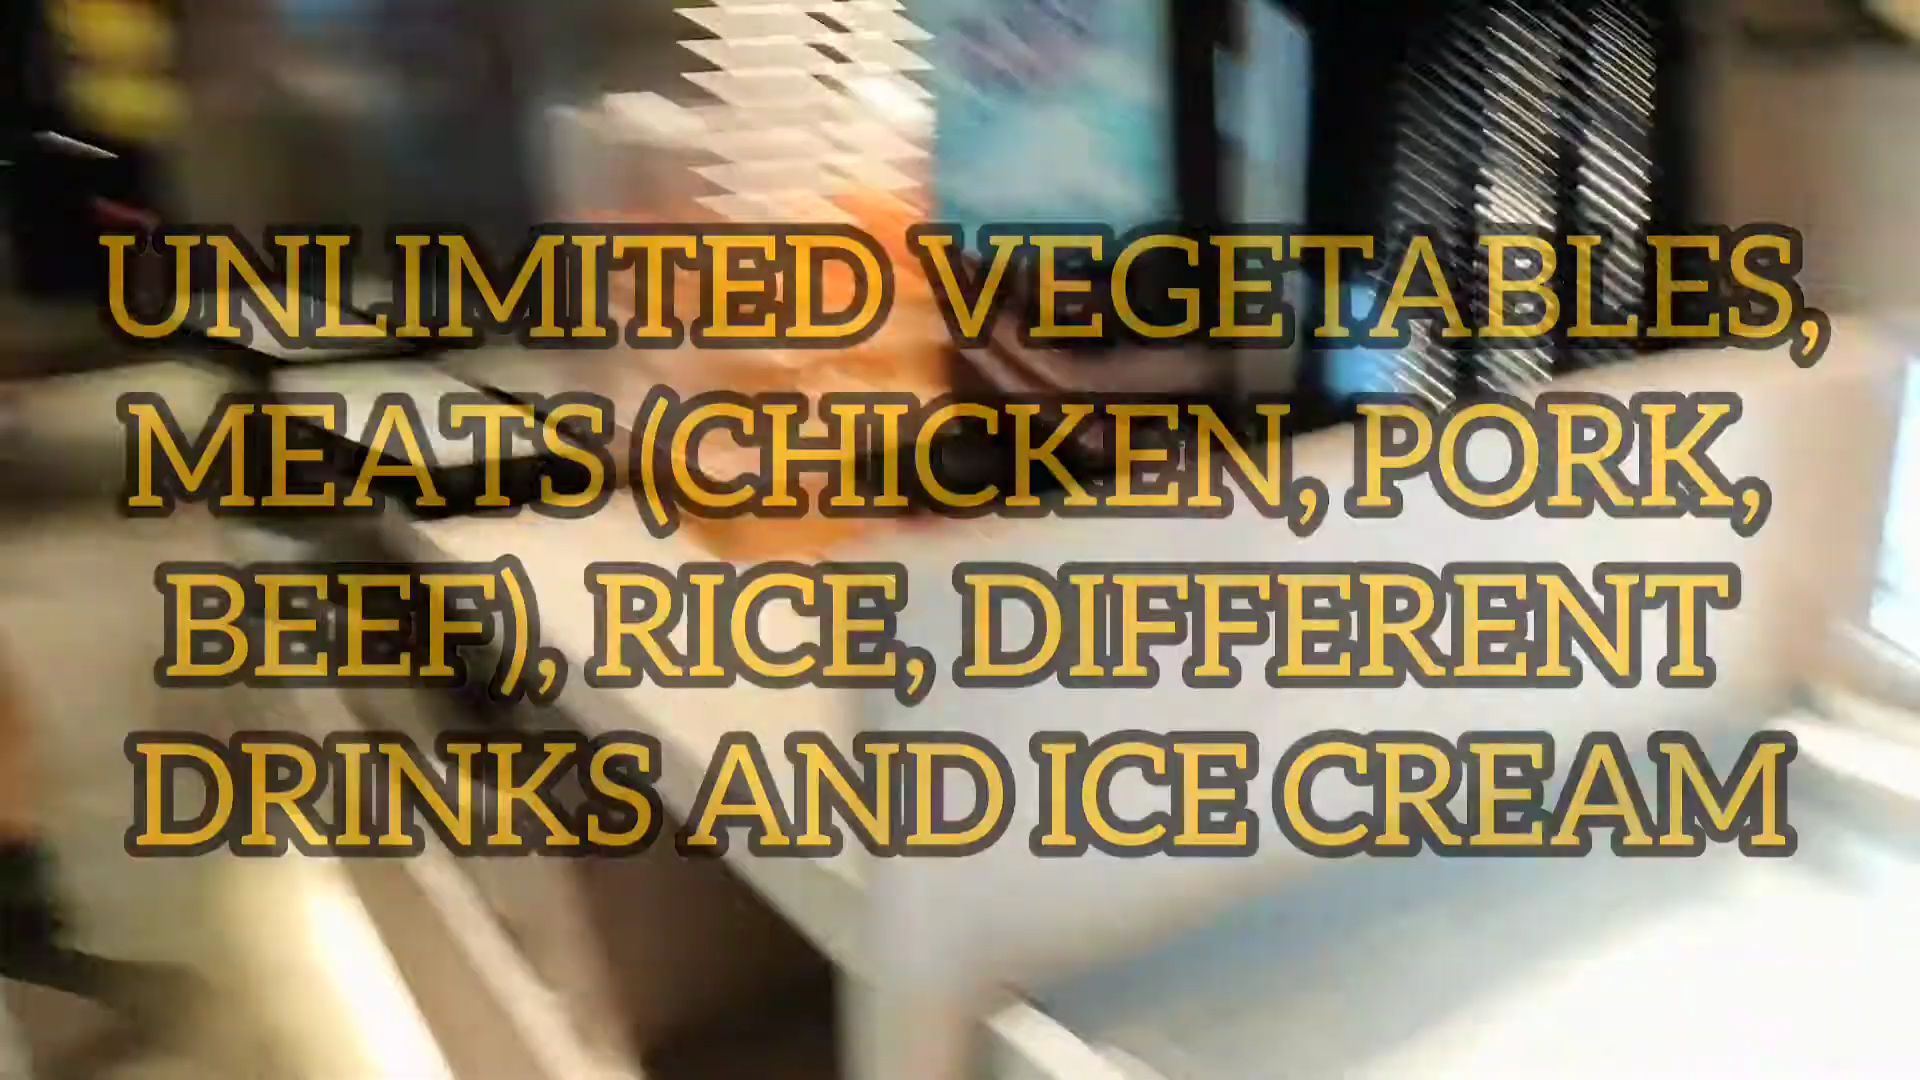 UNLIMITED VEGETABLES,
MEATS (CHICKEN, PORK,
BEEF), RICE, DIFFERENT
DRINKS AND ICE CREAM